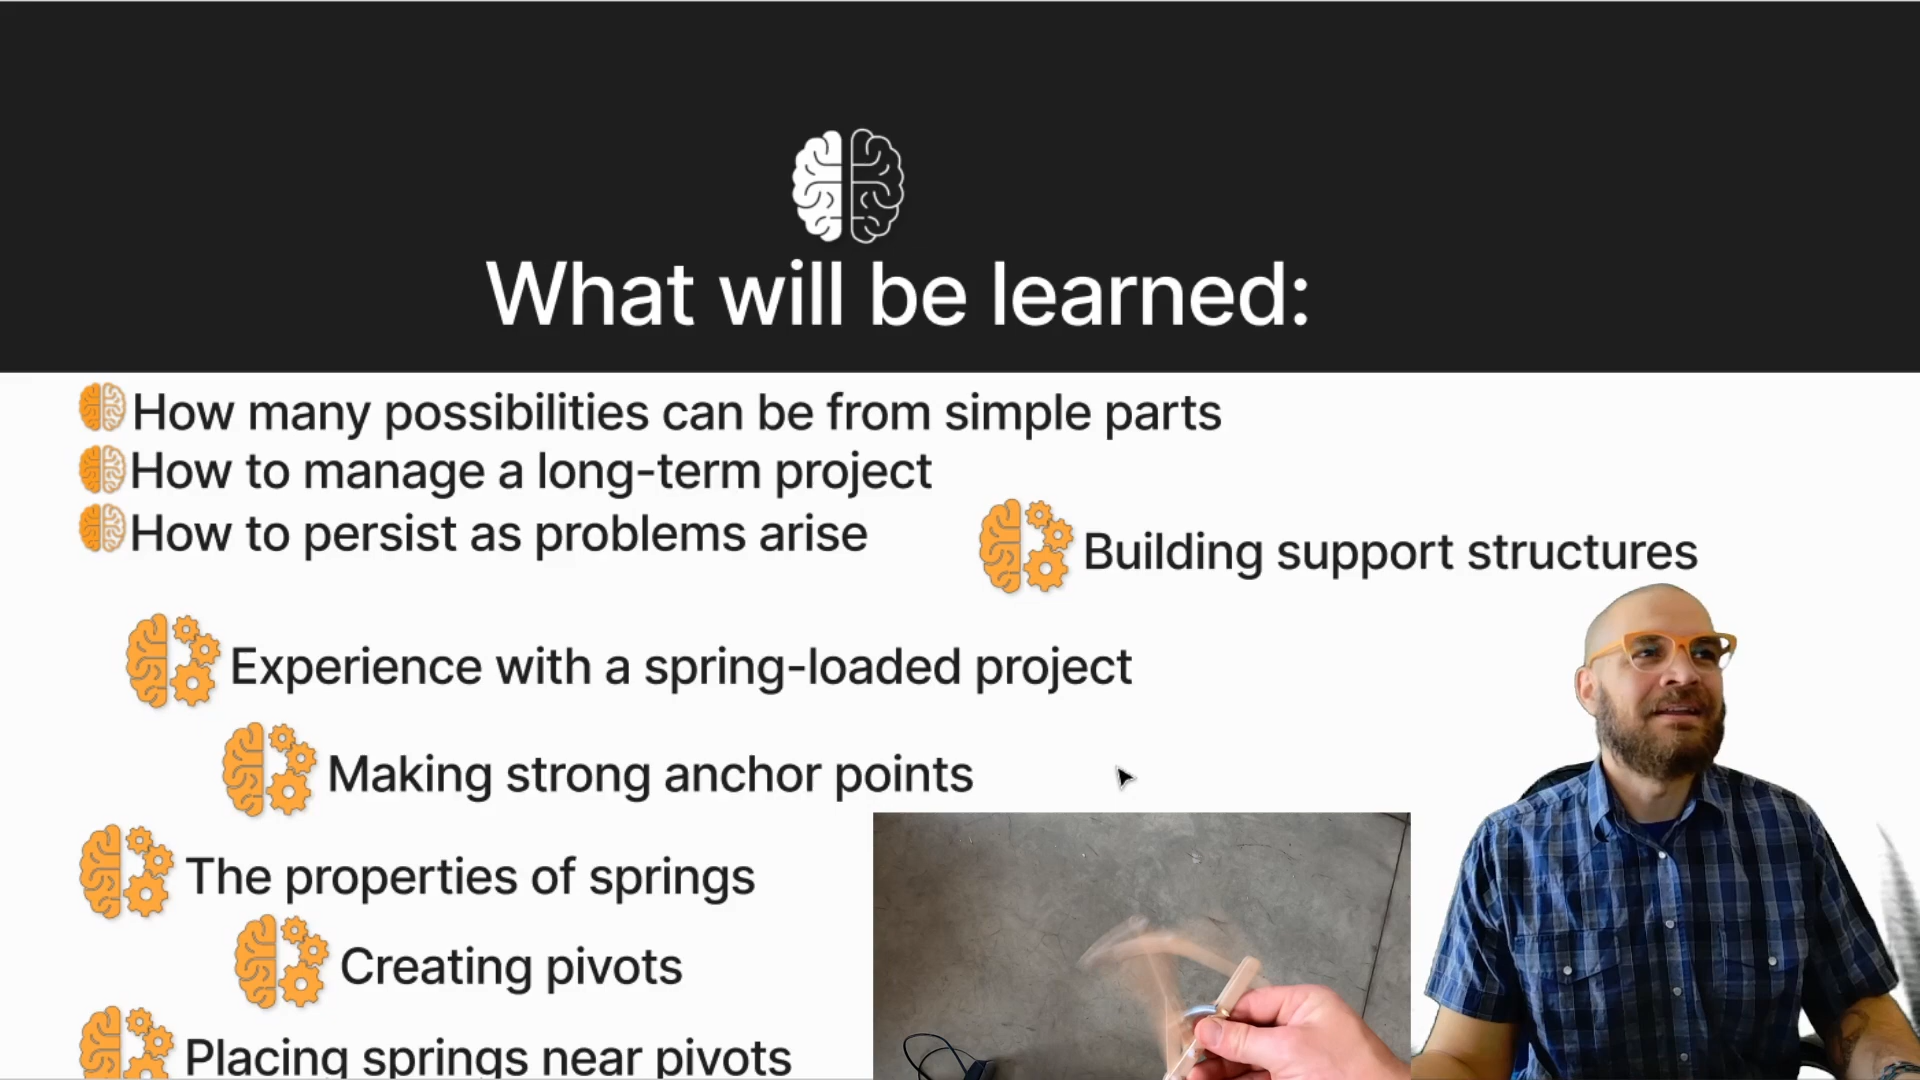 What will be learned:
How many possibilities can be from simple parts
How to manage a long-term project
How to persist as problems arise
Building support structures
Experience with a spring-loaded project
Making strong anchor points
The properties of springs
Creating pivots
Placing springs near pivots